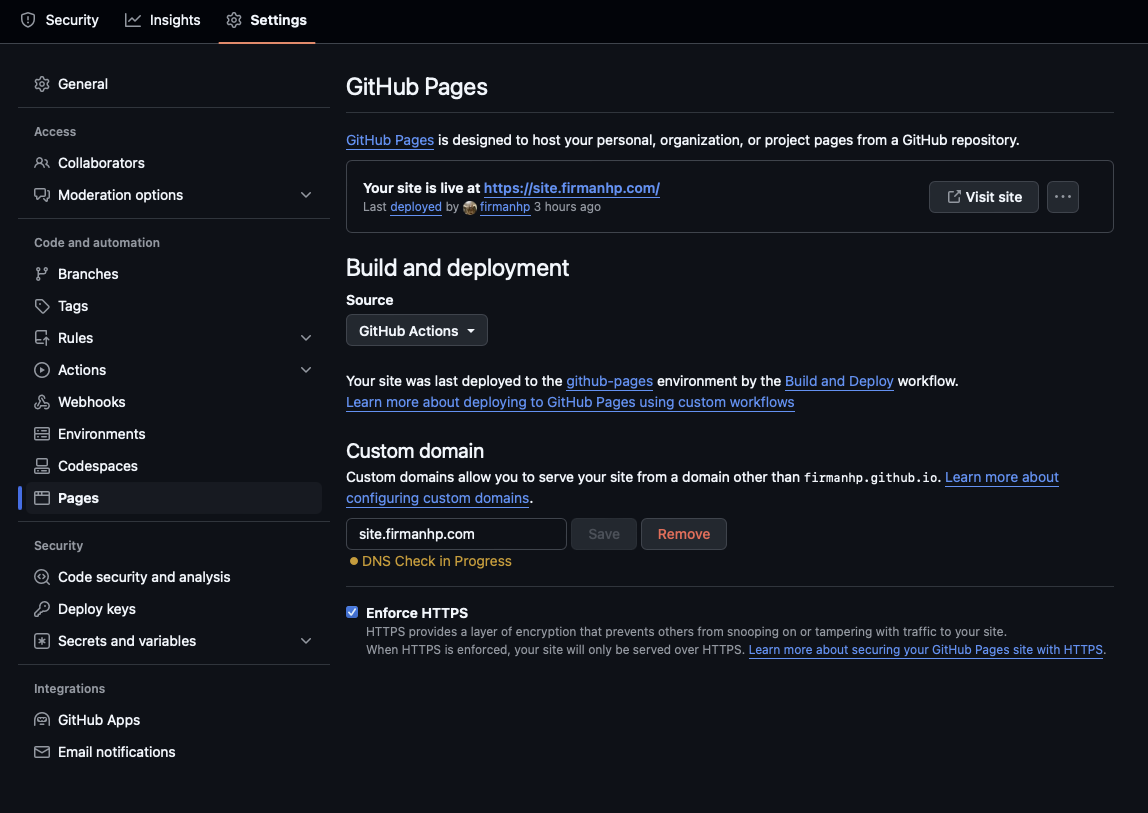 Security Insights Settings
General
Access
Collaborators
Moderation options
Code and automation
Branches
Tags
Rules
Actions
Webhooks
Environments
Codespaces
Pages
Security
Code security and analysis
Deploy keys
Secrets and variables
Integrations
GitHub Apps
Email notifications
GitHub Pages
GitHub Pages is designed to host your personal, organization, or project pages from a GitHub repository.
Your site is live at https://site.firmanhp.com/
Last deployed by firmanhp 3 hours ago
Visit site
Build and deployment
Source
GitHub Actions
Your site was last deployed to the github-pages environment by the Build and Deploy workflow.
Learn more about deploying to GitHub Pages using custom workflows
Custom domain
Custom domains allow you to serve your site from a domain other than firmanhp.github.io. Learn more about
configuring custom domains.
site.firmanhp.com Save Remove
DNS Check in Progress
Enforce HTTPS
HTTPS provides a layer of encryption that prevents others from snooping on or tampering with traffic to your site.
When HTTPS is enforced, your site will only be served over HTTPS. Learn more about securing your GitHub Pages site with HTTPS.